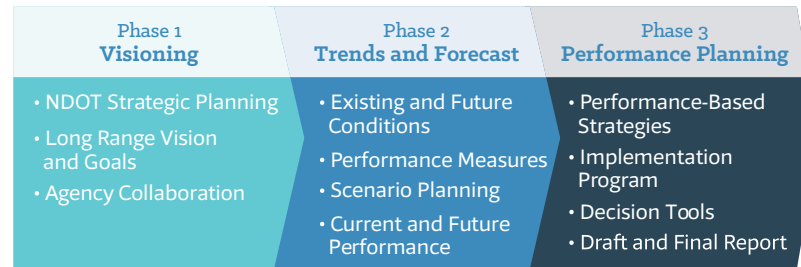 Phase 1
Visioning
• NDOT Strategic Planning
• Long Range Vision
and Goals
• Agency Collaboration
Phase 2
Trends and Forecast
• Existing and Future
Conditions
• Performance Measures
• Scenario Planning
• Current and Future
Performance
Phase 3
Performance Planning
• Performance-Based
Strategies
• Implementation
Program
• Decision Tools
• Draft and Final Report